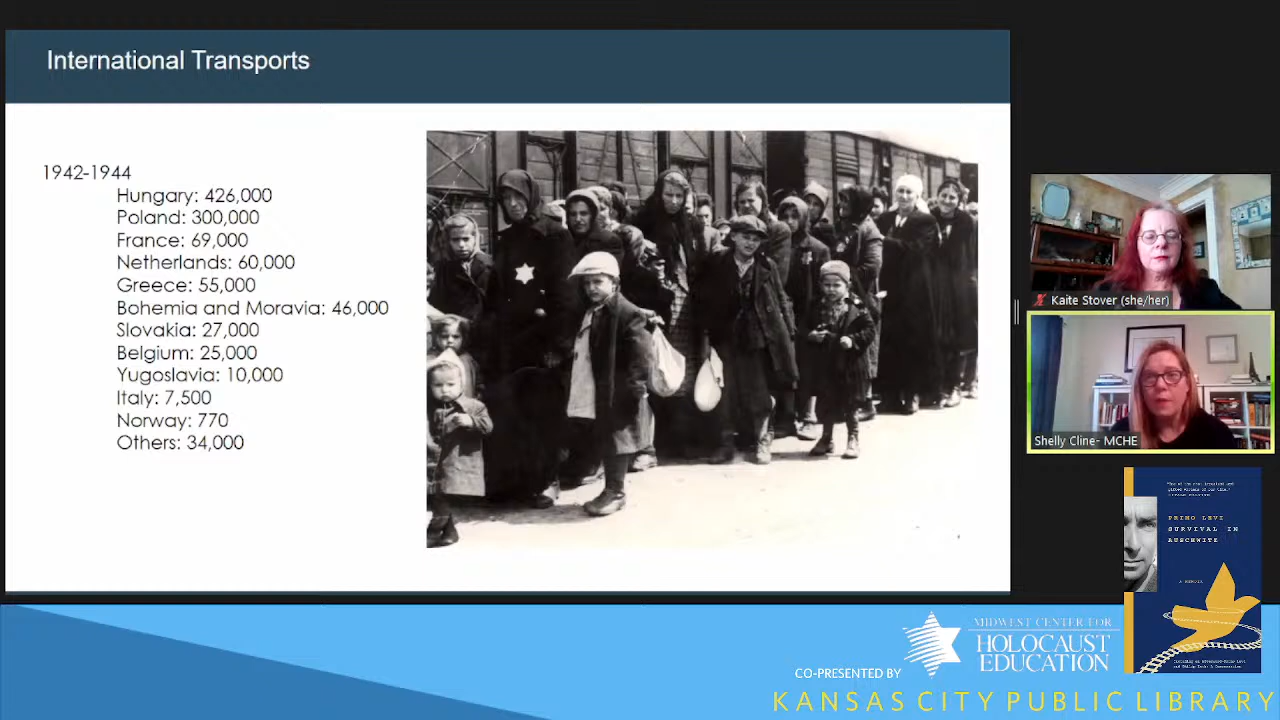 International Transports
1942-1944
Hungary: 426,000
Poland: 300,000
France: 69,000
Netherlands: 60,000
Greece: 55,000
Bohemia and Moravia: 46,000
Slovakia: 27,000
Belgium: 25,000
Yugoslavia: 10,000
Italy: 7,500
Norway: 770
Others: 34,000
Kaite Stover (she/her)
Shelly Cline- MCHE
PRIMO LEVI
SURVIVAL IN
AUSCHWITZ
A MEMOIR
CO-PRESENTED BY
MIDWEST CENTER FOR
HOLOCAUST
EDUCATION
KANSAS CITY PUBLIC LIBRARY